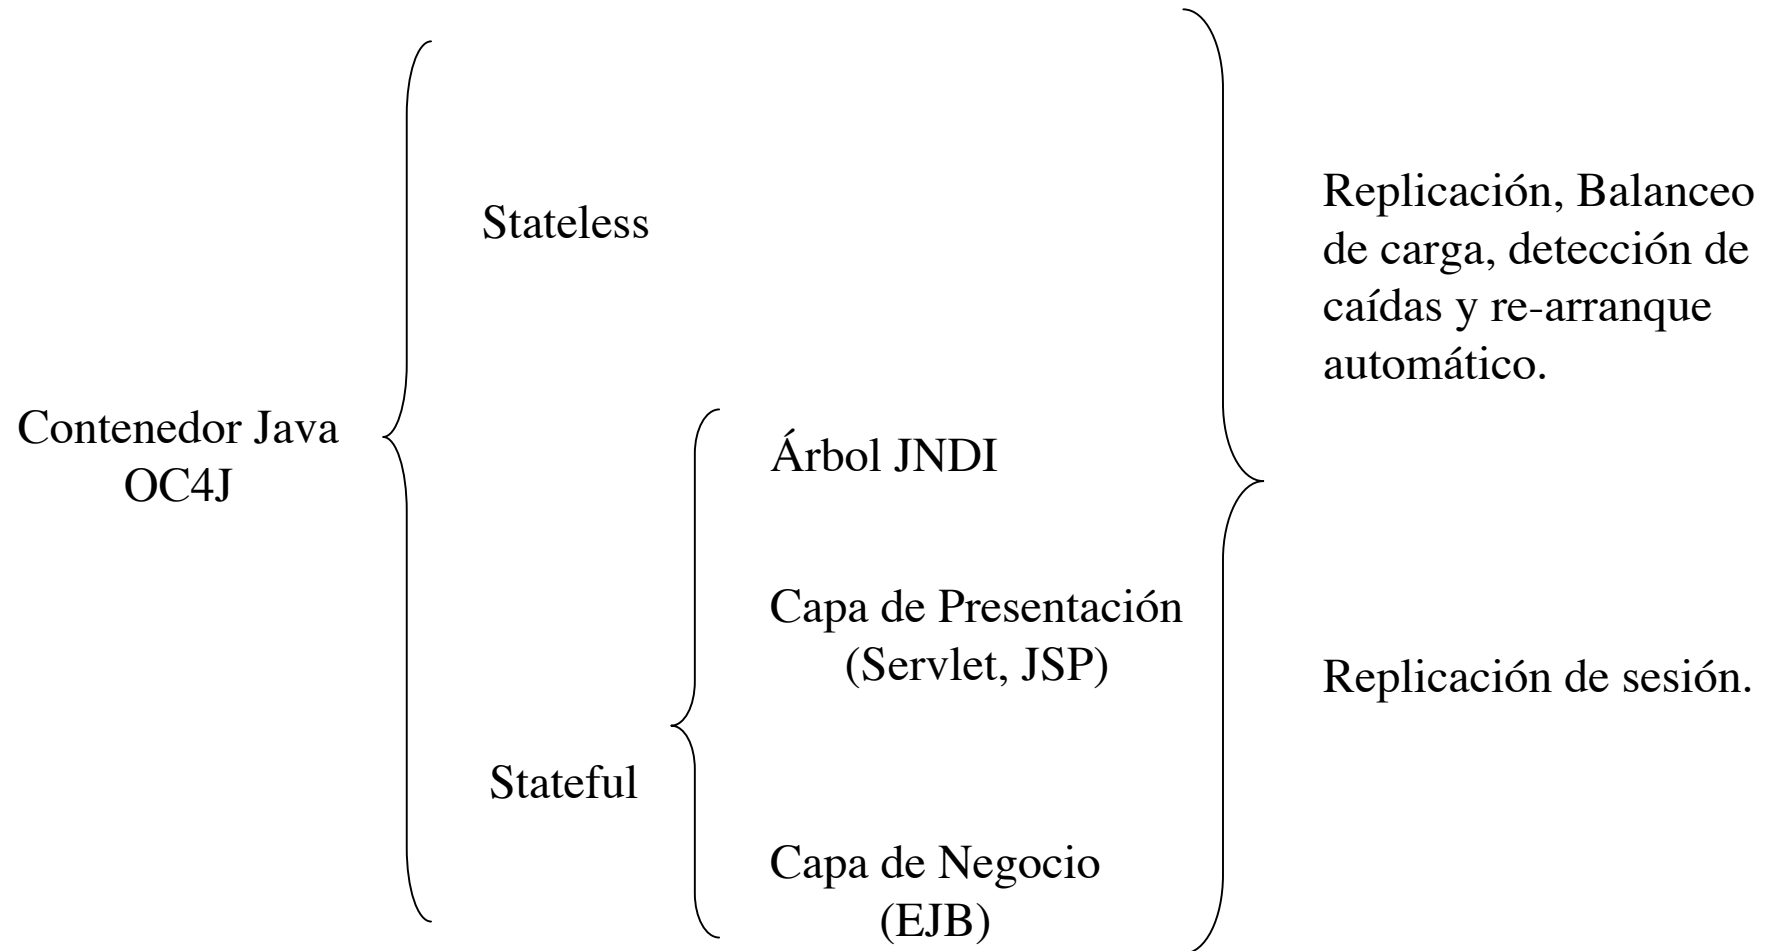 Contenedor Java
OC4J
Stateless
Stateful
Árbol JNDI
Capa de Presentación
(Servlet, JSP)
Capa de Negocio
(EJB)
Replicación, Balanceo
de carga, detección de
caídas y re-arranque
automático.
Replicación de sesión.